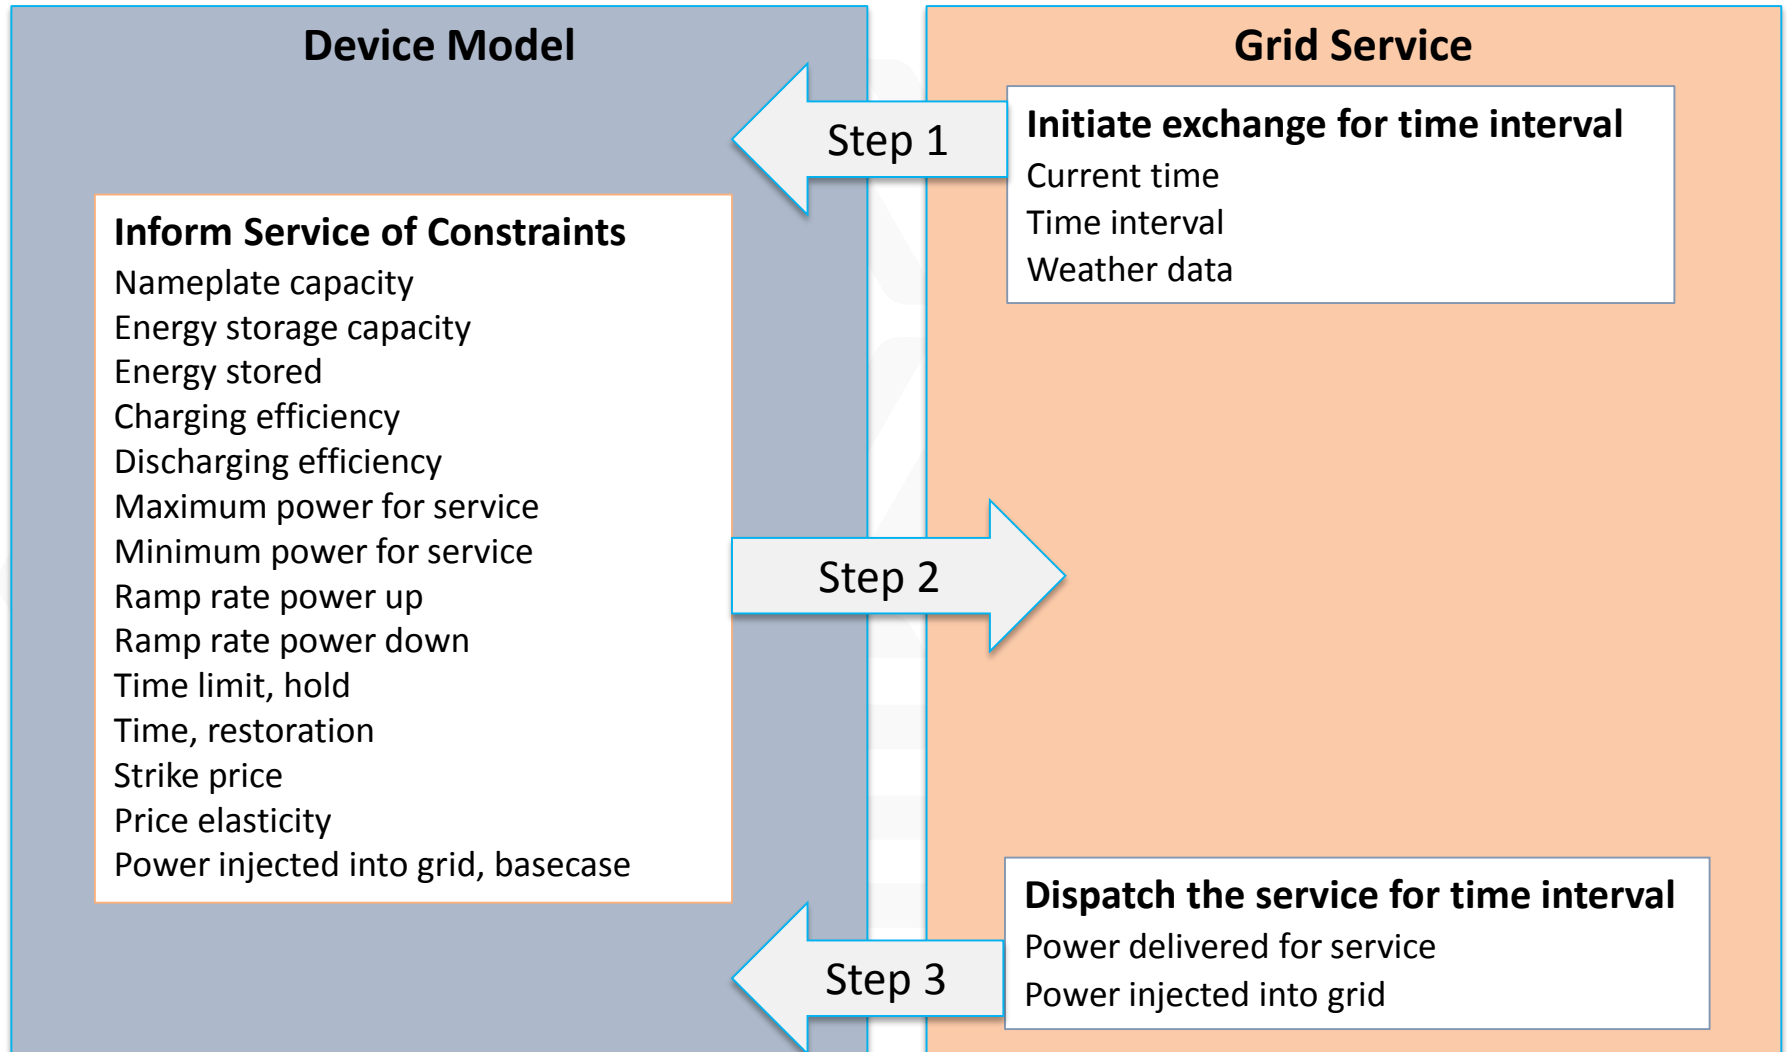 Device Model
Grid Service
Step 1
Initiate exchange for time interval
Current time
Time interval
Weather data
Inform Service of Constraints
Nameplate capacity
Energy storage capacity
Energy stored
Charging efficiency
Discharging efficiency
Maximum power for service
Minimum power for service
Ramp rate power up
Ramp rate power down
Time limit, hold
Time, restoration
Strike price
Price elasticity
Power injected into grid, basecase
Step 2
Dispatch the service for time interval
Power delivered for service
Power injected into grid
Step 3